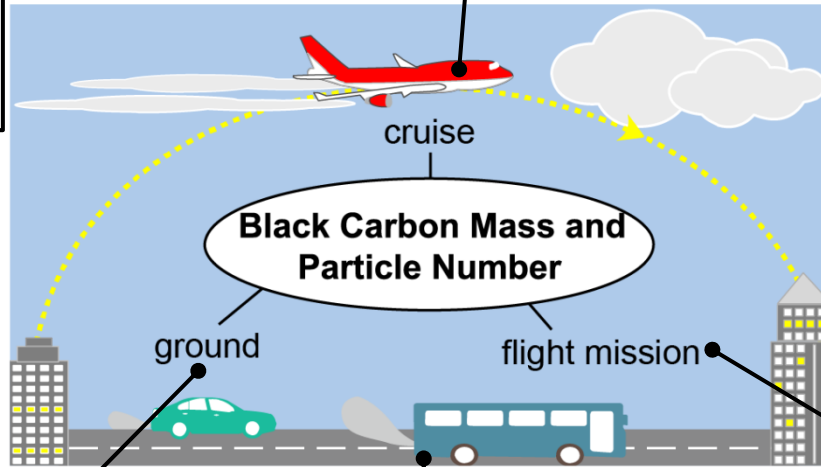 cruise
Black Carbon Mass and
Particle Number
ground
flight mission